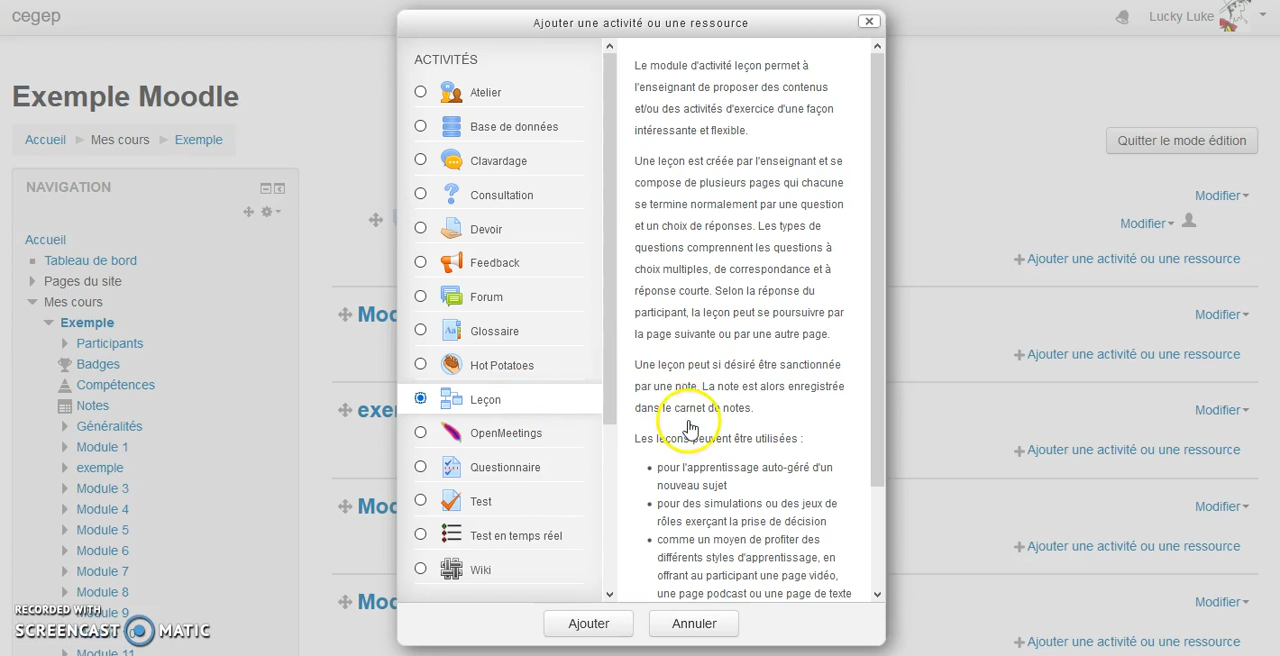 cegep
Lucky Luke
Exemple Moodle
Accueil
Mes cours
Exemple
Quitter le mode édition
NAVIGATION
Accueil
Tableau de bord
Pages du site
Mes cours
Exemple
Participants
Badges
Compétences
Notes
Généralités
Module 1
exemple
Module 3
Module 4
Module 5
Module 6
Module 7
Module 8
Module 9
Module 11
RECORDED WITH
SCREENCAST MATIC
Ajouter une activité ou une ressource
ACTIVITÉS
Atelier
Base de données
Clavardage
Consultation
Devoir
Feedback
Forum
Glossaire
Hot Potatoes
Leçon
OpenMeetings
Questionnaire
Test
Test en temps réel
Wiki
Le module d'activité leçon permet à
l'enseignant de proposer des contenus
et/ou des activités d'exercice d'une façon
intéressante et flexible.
Une leçon est créée par l'enseignant et se
compose de plusieurs pages qui chacune
se termine normalement par une question
et un choix de réponses. Les types de
questions comprennent les questions à
choix multiples, de correspondance et à
réponse courte. Selon la réponse du
participant, la leçon peut se poursuivre par
la page suivante ou par une autre page.
Une leçon peut si désiré être sanctionnée
par une note. La note est alors enregistrée
dans le carnet de notes.
Les leçons peuvent être utilisées :
pour l'apprentissage auto-géré d'un
nouveau sujet
pour des simulations ou des jeux de
rôles exerçant la prise de décision
comme un moyen de profiter des
différents styles d'apprentissage, en
offrant au participant une page vidéo,
une page podcast ou une page de texte
Ajouter
Annuler
Modifier
Modifier
Ajouter une activité ou une ressource
Mod
Modifier
Ajouter une activité ou une ressource
exe
Modifier
Ajouter une activité ou une ressource
Mod
Modifier
Ajouter une activité ou une ressource
Mod
Modifier
Ajouter une activité ou une ressource